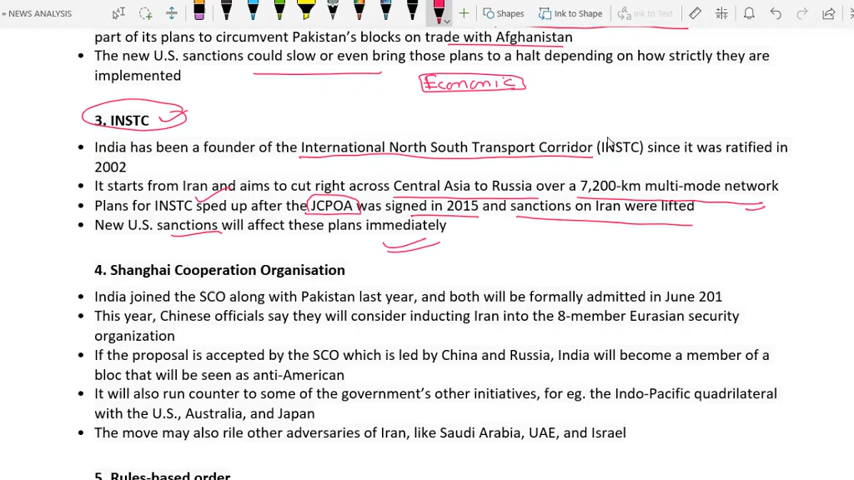 » NEWS ANALYSIS
Shapes
Ink to Shape
Ink to Text
part of its plans to circumvent Pakistan's blocks on trade with Afghanistan
• The new U.S. sanctions could slow or even bring those plans to a halt depending on how strictly they are
implemented
Economic
3. INSTC
• India has been a founder of the International North South Transport Corridor (INSTC) since it was ratified in
2002
• It starts from Iran and aims to cut right across Central Asia to Russia over a 7,200-km multi-mode network
• Plans for INSTC sped up after the JCPOA was signed in 2015 and sanctions on Iran were lifted
• New U.S. sanctions will affect these plans immediately
4. Shanghai Cooperation Organisation
• India joined the SCO along with Pakistan last year, and both will be formally admitted in June 201
• This year, Chinese officials say they will consider inducting Iran into the 8-member Eurasian security
organization
• If the proposal is accepted by the SCO which is led by China and Russia, India will become a member of a
bloc that will be seen as anti-American
• It will also run counter to some of the government's other initiatives, for eg. the Indo-Pacific quadrilateral
with the U.S., Australia, and Japan
• The move may also rile other adversaries of Iran, like Saudi Arabia, UAE, and Israel
5. Rules-based order